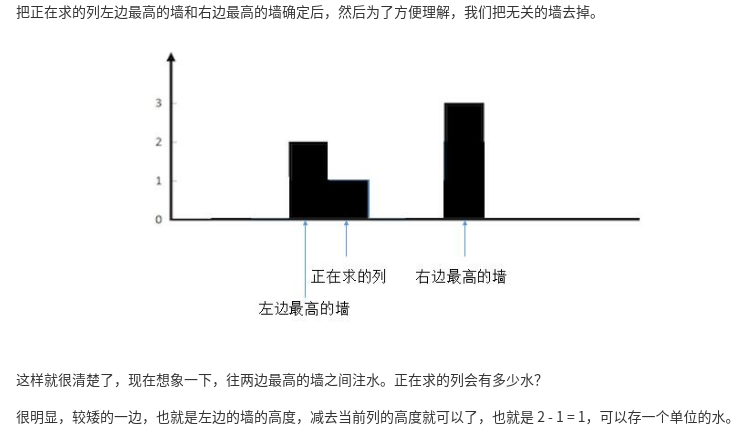 把正在求的列左边最高的墙和右边最高的墙确定后，然后为了方便理解，我们把无关的墙去掉。
3
2
1
0
正在求的列
右边最高的墙
左边最高的墙
这样就很清楚了，现在想象一下，往两边最高的墙之间注水。正在求的列会有多少水？
很明显，较矮的一边，也就是左边的墙的高度，减去当前列的高度就可以了，也就是 2 - 1 = 1，可以存一个单位的水。